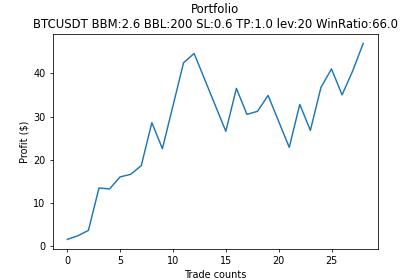 Portfolio
BTCUSDT BBM:2.6 BBL:200 SL:0.6 TP:1.0 lev:20 WinRatio:66.0
Profit ($)
40
30
20
10
0
0 5 10 15 20 25
Trade counts